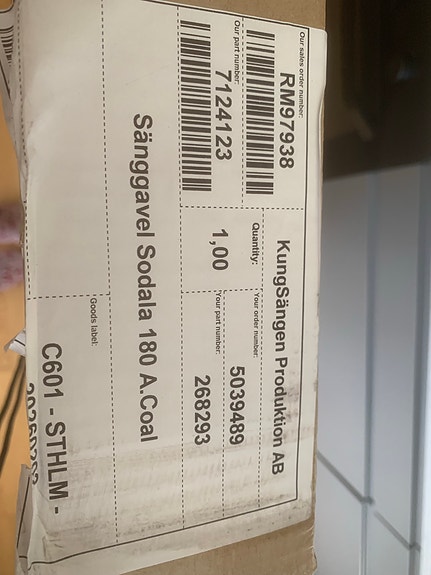 Our sales order number:
RM97938
KungSängen Produktion AB
Our part number:
7124123
Quantity:
1,00
Your order number:
5039489
Your part number:
268293
Sänggavel Sodala 180 A.Coal
Goods label:
C601 - STHLM -